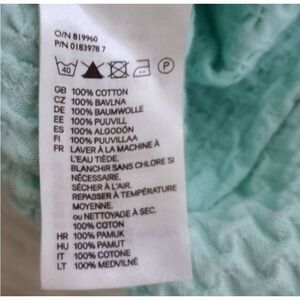 O/N 819960
P/N 0183978 7
40 P
GB 100% COTTON
CZ 100% BAVLNA
DE 100% BAUMWOLLE
EE 100% PUUVILL
ES 100% ALGODÓN
FI 100% PUUVILLAA
FR LAVER À LA MACHINE À
L'EAU TIÈDE.
BLANCHIR SANS CHLORE SI
NÉCESSAIRE.
SÉCHER À L'AIR.
REPASSER À TEMPÉRATURE
MOYENNE.
ou NETTOYAGE À SEC.
100% COTON
HR 100% PAMUK
HU 100% PAMUT
IT 100% COTONE
LT 100% MEDVILNĖ